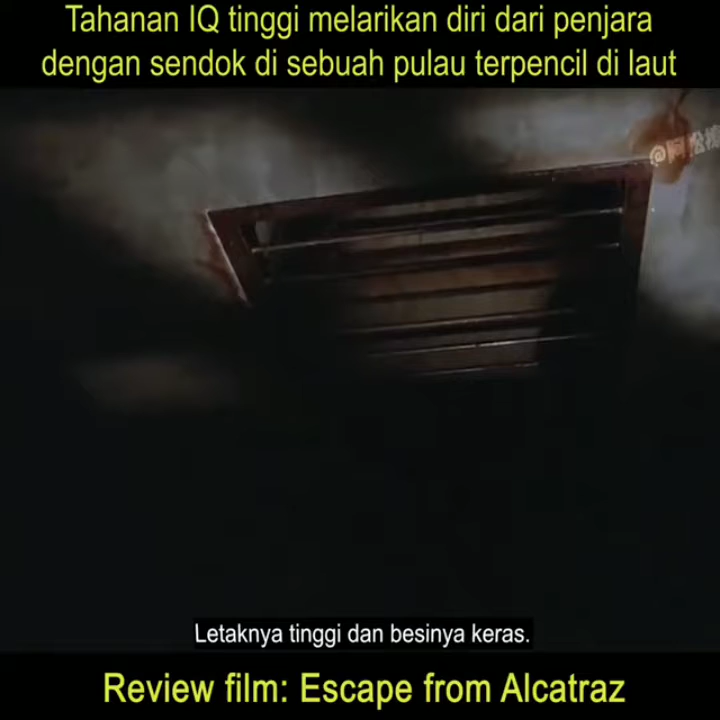 Tahanan IQ tinggi melarikan diri dari penjara
dengan sendok di sebuah pulau terpencil di laut
Letaknya tinggi dan besinya keras.
Review film: Escape from Alcatraz